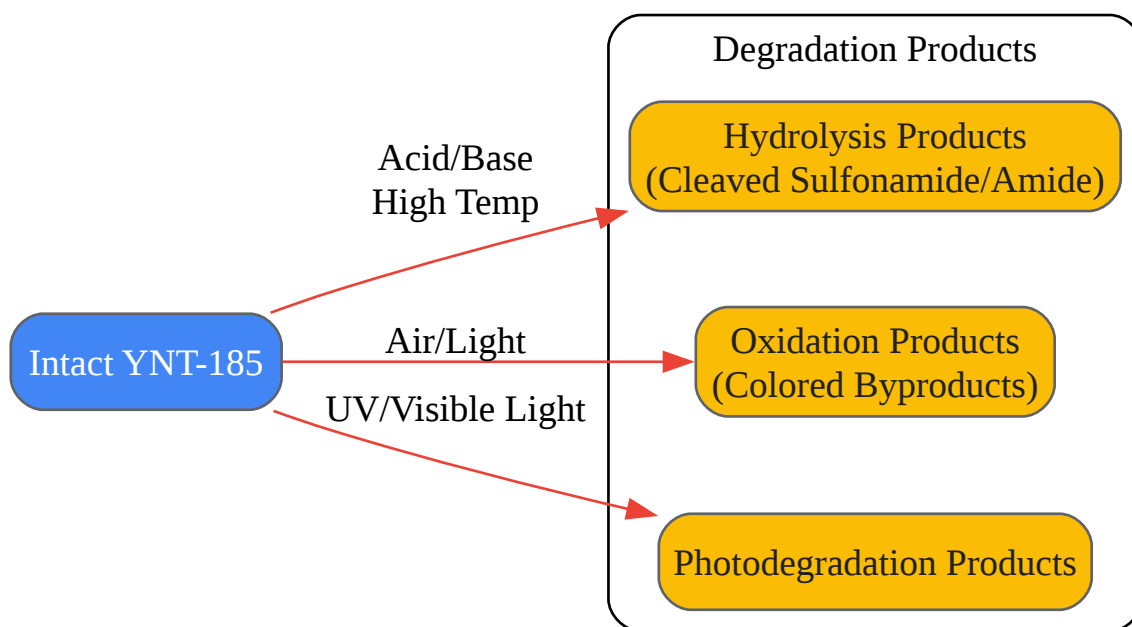 Degradation Products
Hydrolysis Products
(Cleaved Sulfonamide/Amide)
Acid/Base
High Temp
Intact YNT-185
Air/Light
Oxidation Products
(Colored Byproducts)
UV/Visible Light
Photodegradation Products